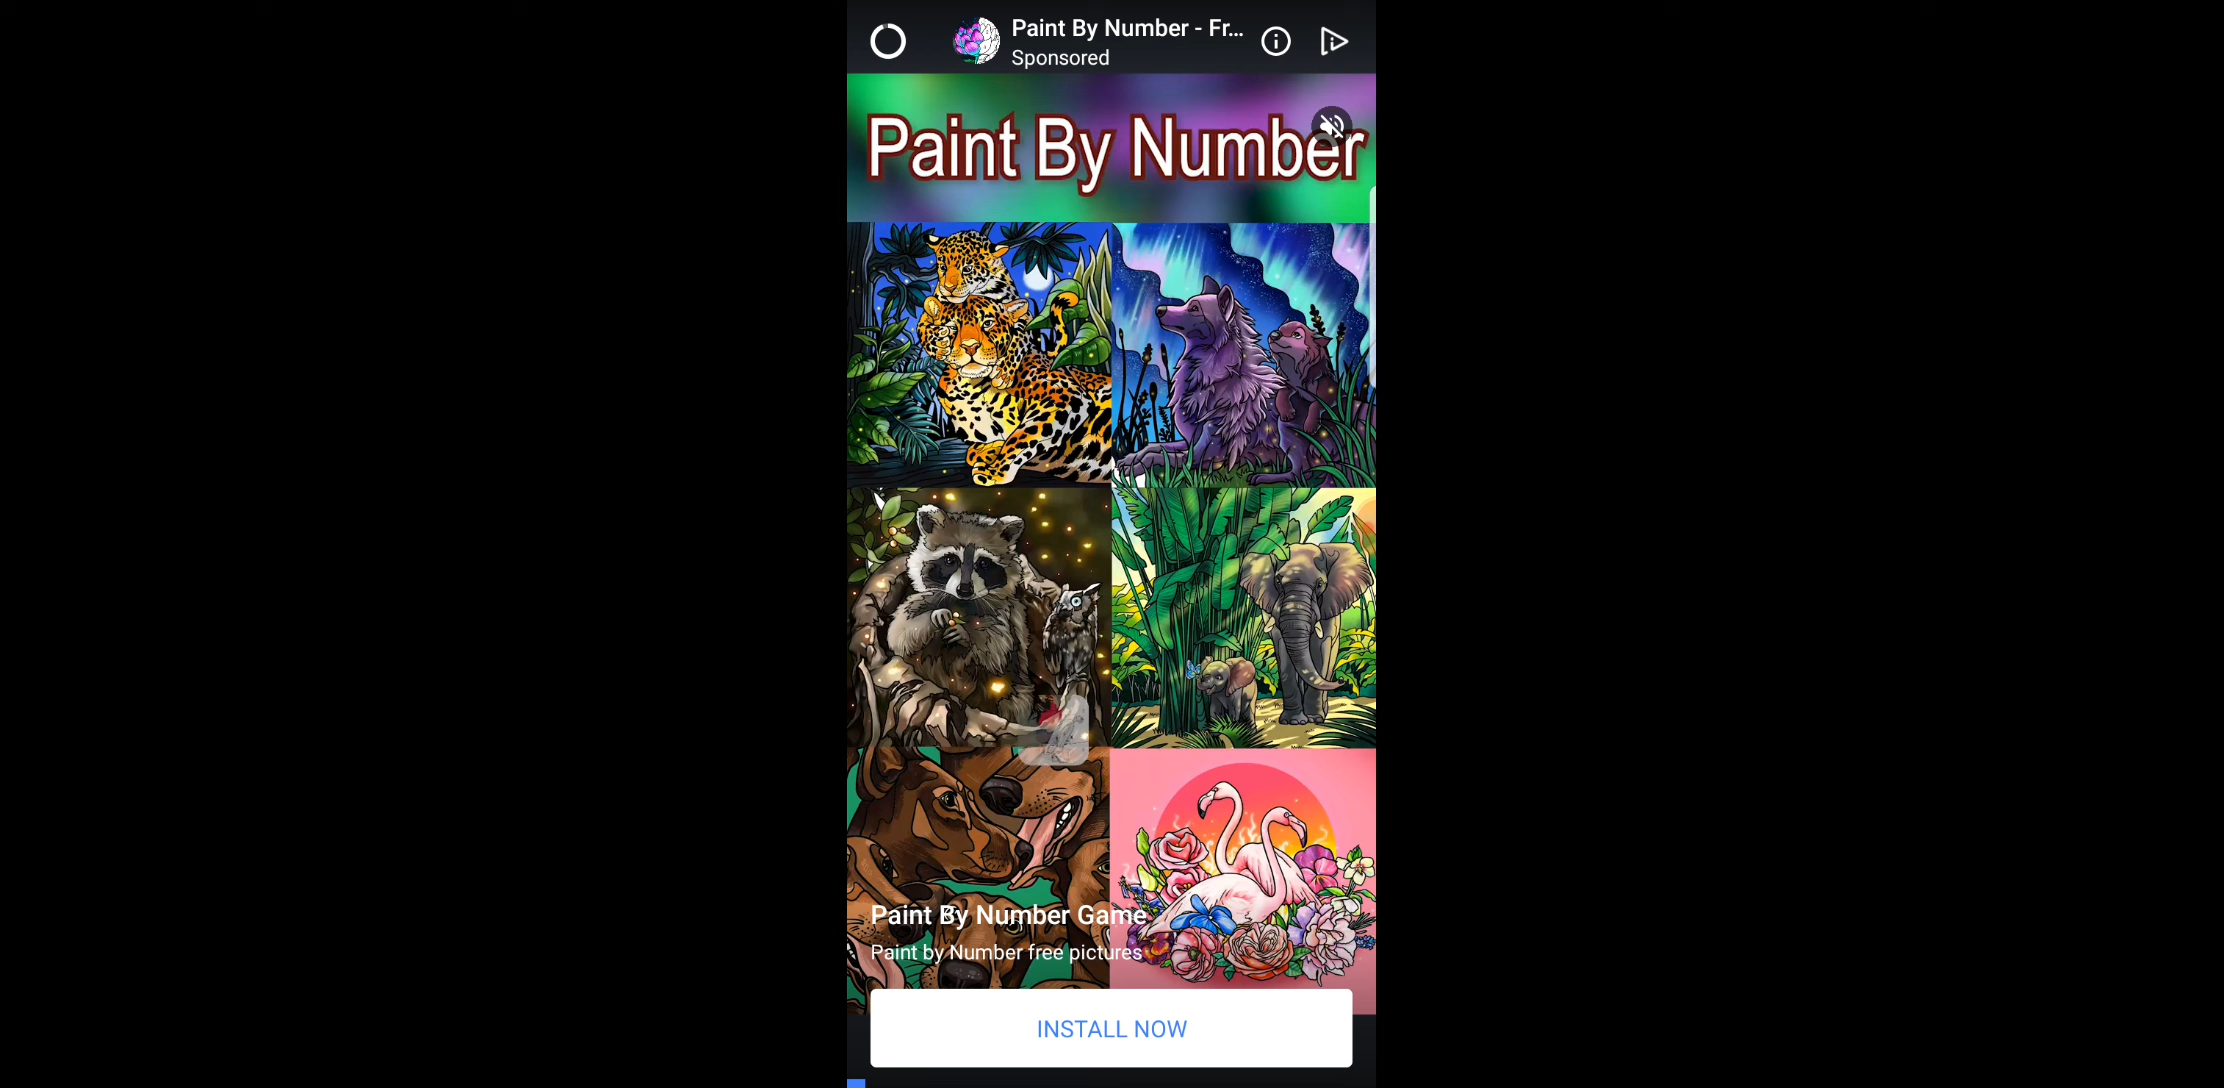 Paint By Number - Fr...
Sponsored
Paint By Number
Paint By Number Game
Paint by Number free pictures
INSTALL NOW